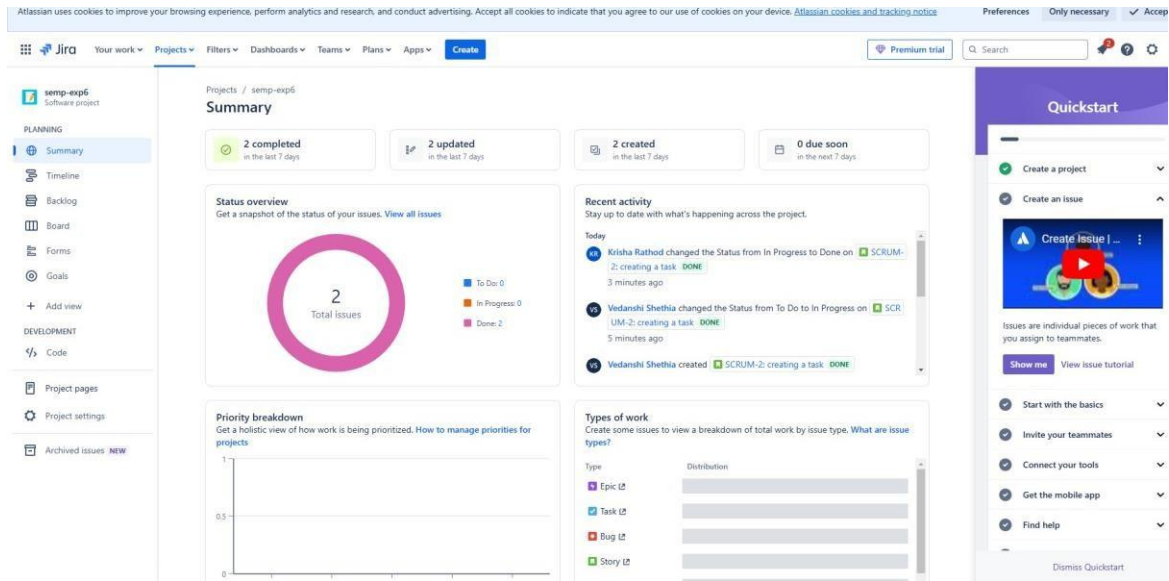 Atlassian uses cookies to improve your browsing experience, perform analytics and research, and conduct advertising. Accept all cookies to indicate that you agree to our use of cookies on your device. Atlassian cookies and tracking notice
Preferences
Only necessary
Accep
Jira
Your work
Projects
Filters
Dashboards
Teams
Plans
Apps
Create
Premium trial
Search
2
semp-exp6
Software project
PLANNING
Summary
Timeline
Backlog
Board
Forms
Goals
Add view
DEVELOPMENT
Code
Project pages
Project settings
Archived issues NEW
Projects / semp-exp6
Summary
2 completed
in the last 7 days
2 updated
in the last 7 days
2 created
in the last 7 days
0 due soon
in the next 7 days
Status overview
Get a snapshot of the status of your issues. View all issues
2
Total issues
To Do: 0
In Progress: 0
Done: 2
Recent activity
Stay up to date with what's happening across the project.
Today
KR
Krisha Rathod changed the Status from In Progress to Done on SCRUM-
2: creating a task DONE
3 minutes ago
VS
Vedanshi Shethia changed the Status from To Do to In Progress on SCR
UM-2: creating a task DONE
5 minutes ago
VS
Vedanshi Shethia created SCRUM-2: creating a task DONE
Priority breakdown
Get a holistic view of how work is being prioritized. How to manage priorities for
projects
1
0.5
0
Types of work
Create some issues to view a breakdown of total work by issue type. What are issue
types?
Type
Distribution
Epic
Task
Bug
Story
Quickstart
Create a project
Create an issue
Create Issue | ...
Issues are individual pieces of work that
you assign to teammates.
Show me
View issue tutorial
Start with the basics
Invite your teammates
Connect your tools
Get the mobile app
Find help
Dismiss Quickstart